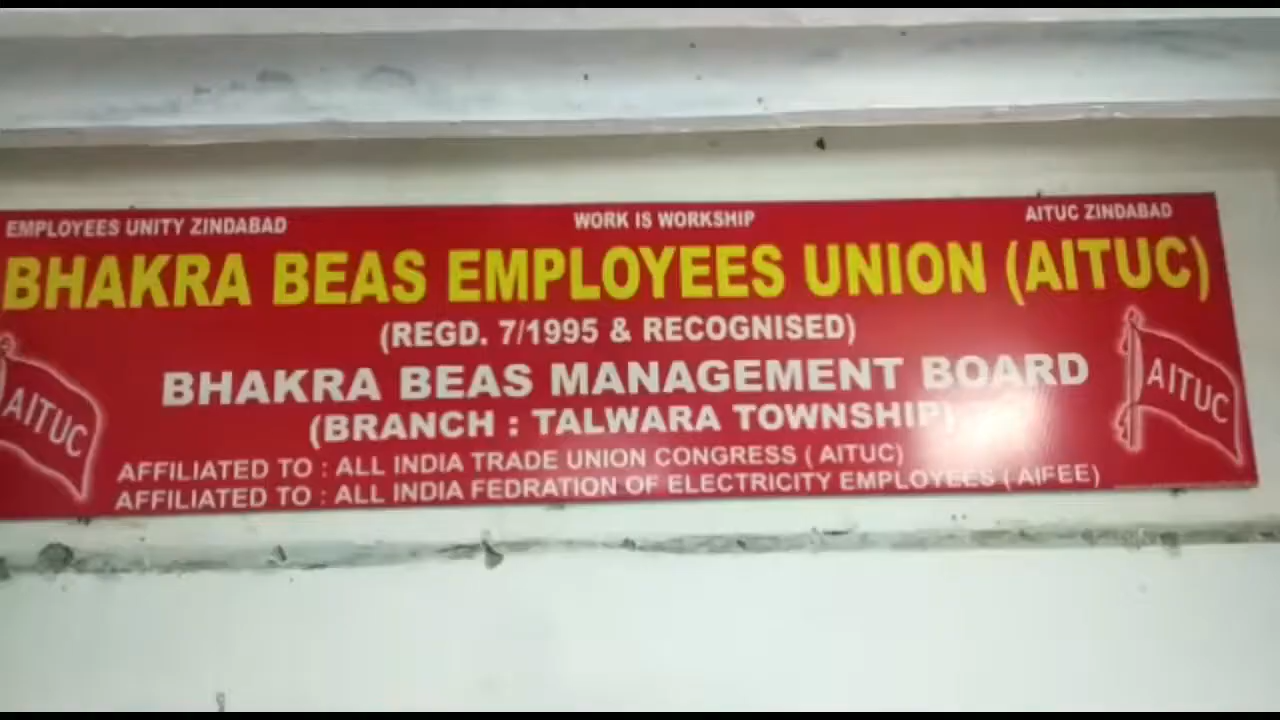 EMPLOYEES UNITY ZINDABAD WORK IS WORKSHIP AITUC ZINDABAD
BHAKRA BEAS EMPLOYEES UNION (AITUC)
(REGD. 7/1995 & RECOGNISED)
BHAKRA BEAS MANAGEMENT BOARD
(BRANCH : TALWARA TOWNSHIP)
AITUC AITUC
AFFILIATED TO : ALL INDIA TRADE UNION CONGRESS ( AITUC)
AFFILIATED TO : ALL INDIA FEDRATION OF ELECTRICITY EMPLOYEES ( AIFEE)